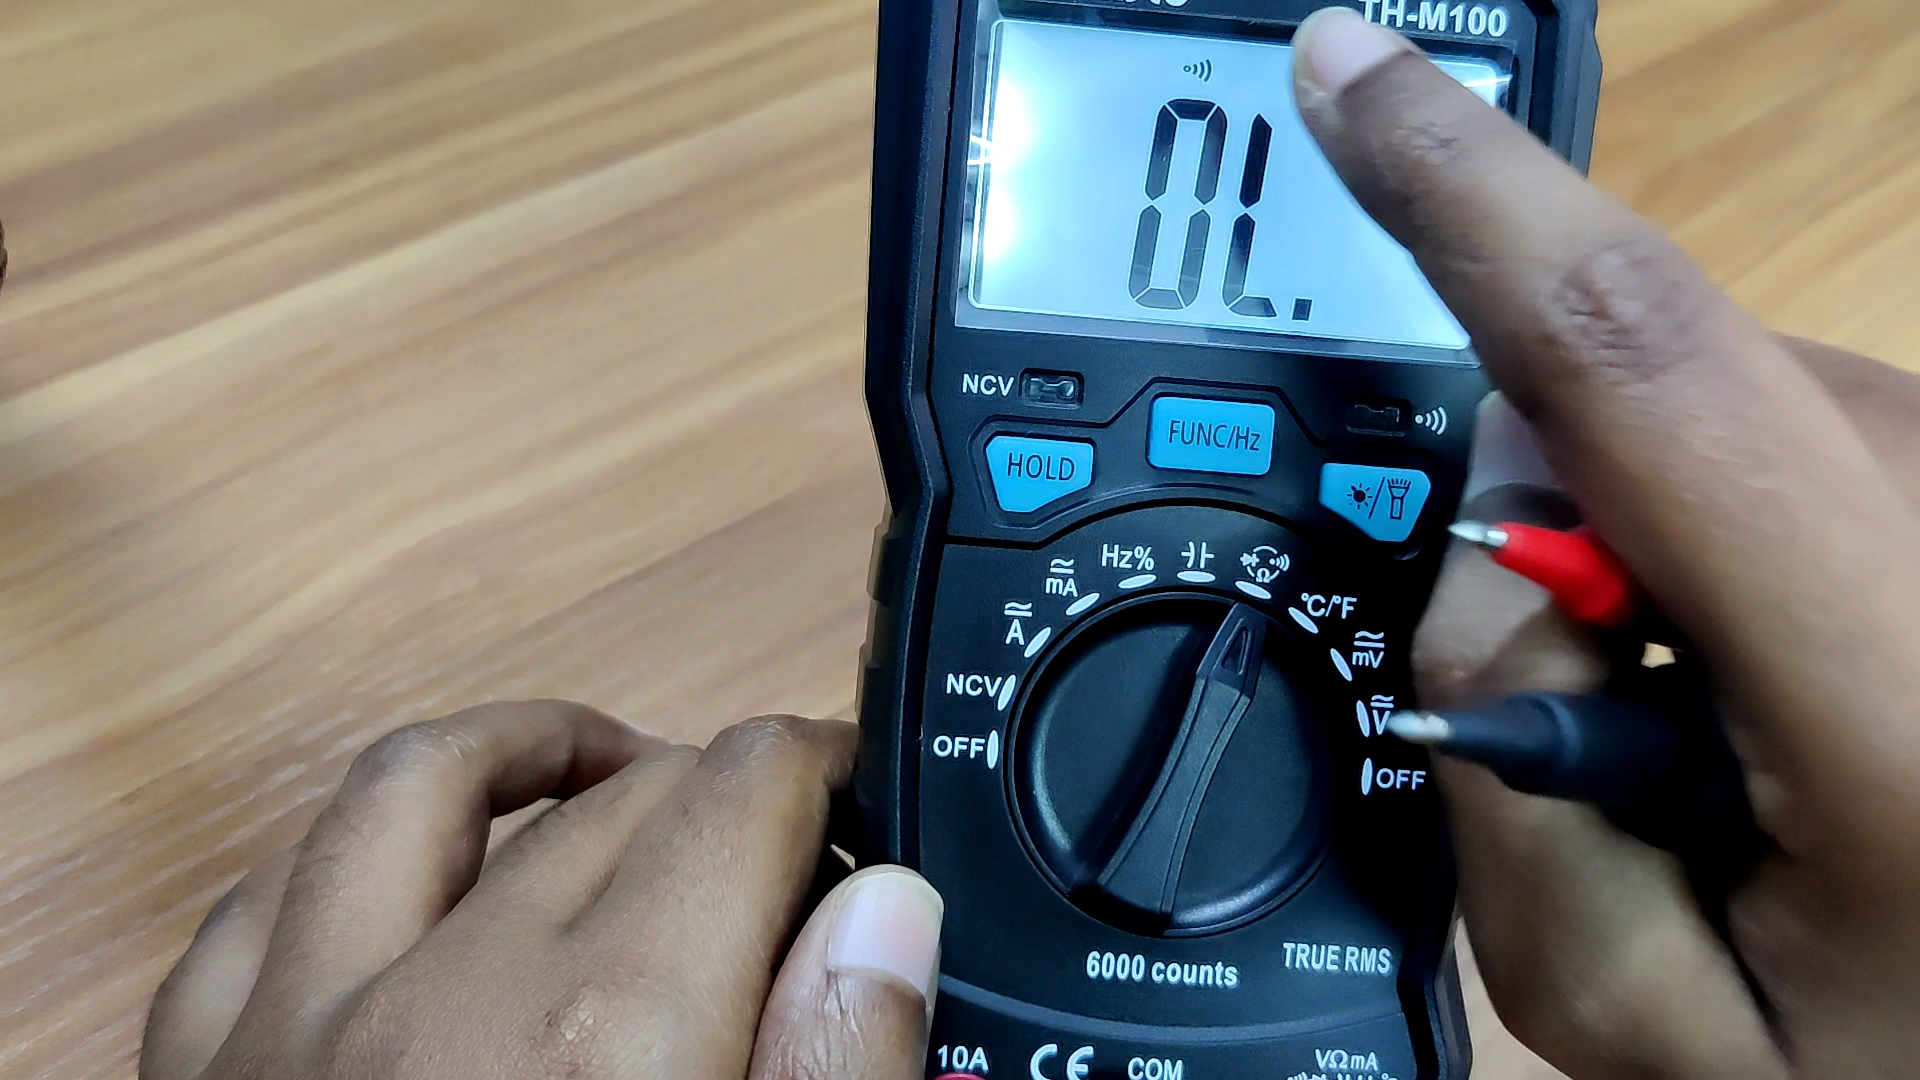 TH-M100
OL.
NCV
FUNC/Hz
HOLD
Hz%
mA
A
°C/°F
mV
NCV
V
OFF
OFF
6000 counts
TRUE RMS
10A
CE
COM
VΩmA